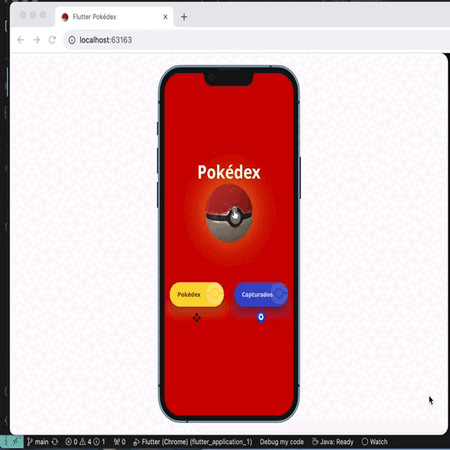 Flutter Pokédex
localhost:63163
Pokédex
Pokédex
Capturados
0
main 0 4 1 0 Flutter (Chrome) (flutter_application_1) Debug my code Java: Ready Watch